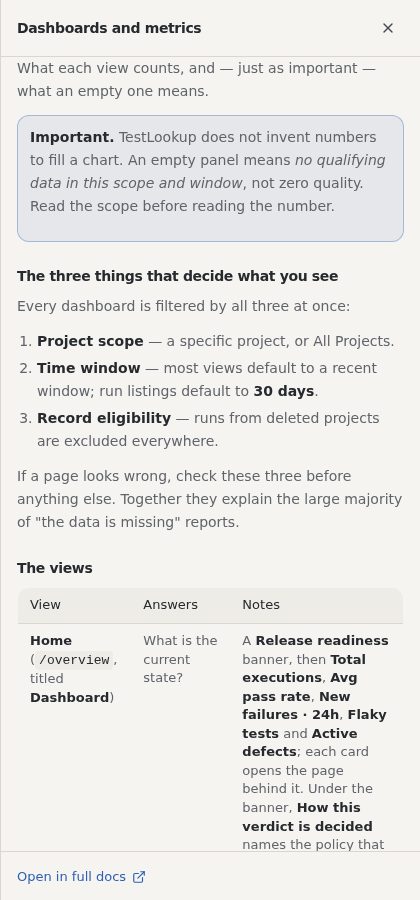 Dashboards and metrics
What each view counts, and — just as important —
what an empty one means.
Important. TestLookup does not invent numbers
to fill a chart. An empty panel means no qualifying
data in this scope and window, not zero quality.
Read the scope before reading the number.
The three things that decide what you see
Every dashboard is filtered by all three at once:
1. Project scope — a specific project, or All Projects.
2. Time window — most views default to a recent
window; run listings default to 30 days.
3. Record eligibility — runs from deleted projects
are excluded everywhere.
If a page looks wrong, check these three before
anything else. Together they explain the large majority
of "the data is missing" reports.
The views
View Answers Notes
Home
(/overview,
titled
Dashboard)
What is the
current
state?
A Release readiness
banner, then Total
executions, Avg
pass rate, New
failures · 24h, Flaky
tests and Active
defects; each card
opens the page
behind it. Under the
banner, How this
verdict is decided
names the policy that
Open in full docs